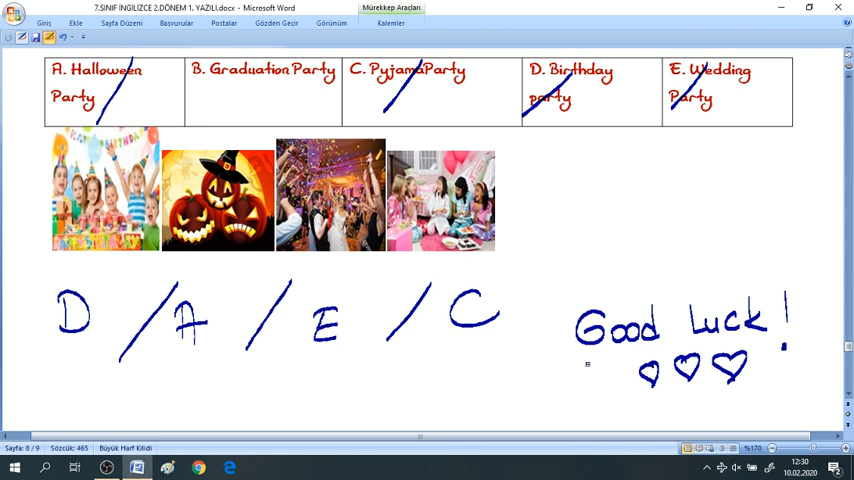 7.SINIF İNGİLİZCE 2.DÖNEM 1. YAZILI.docx - Microsoft Word
Mürekkep Araçları
Giriş Ekle Sayfa Düzeni Başvurular Postalar Gözden Geçir Görünüm Kalemler
A. Halloween Party
B. Graduation Party
C. Pyjama Party
D. Birthday party
E. Wedding Party
D / A / E / C
Good Luck!
Sayfa: 8 / 9 Sözcük: 465 Büyük Harf Kilidi
%170
12:30
10.02.2020
2